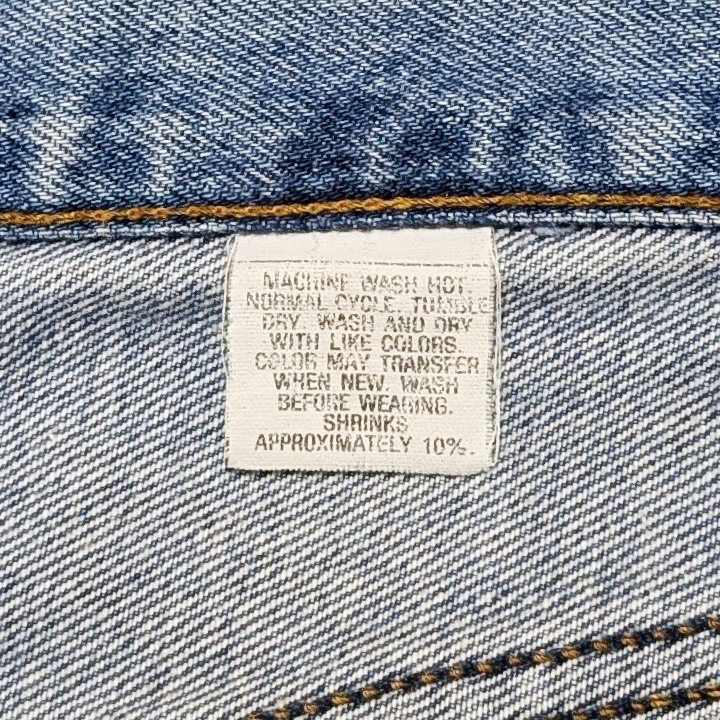 MACHINE WASH HOT.
NORMAL CYCLE. TUMBLE
DRY. WASH AND DRY
WITH LIKE COLORS.
COLOR MAY TRANSFER
WHEN NEW. WASH
BEFORE WEARING.
SHRINKS
APPROXIMATELY 10%.